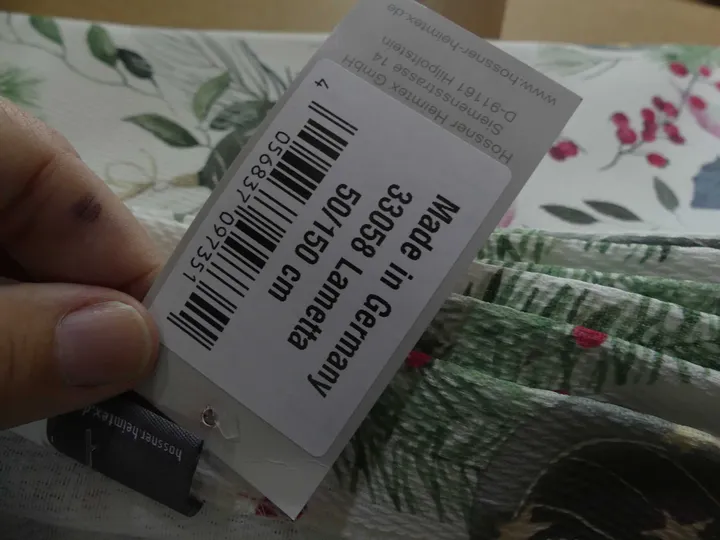 Made in Germany
33058 Lametta
50/150 cm
4 056837 097351
Hossner Heimtex GmbH
Siemensstrasse 14
D-91161 Hilpoltstein
www.hossner-heimtex.de
hossner.heimtex.d